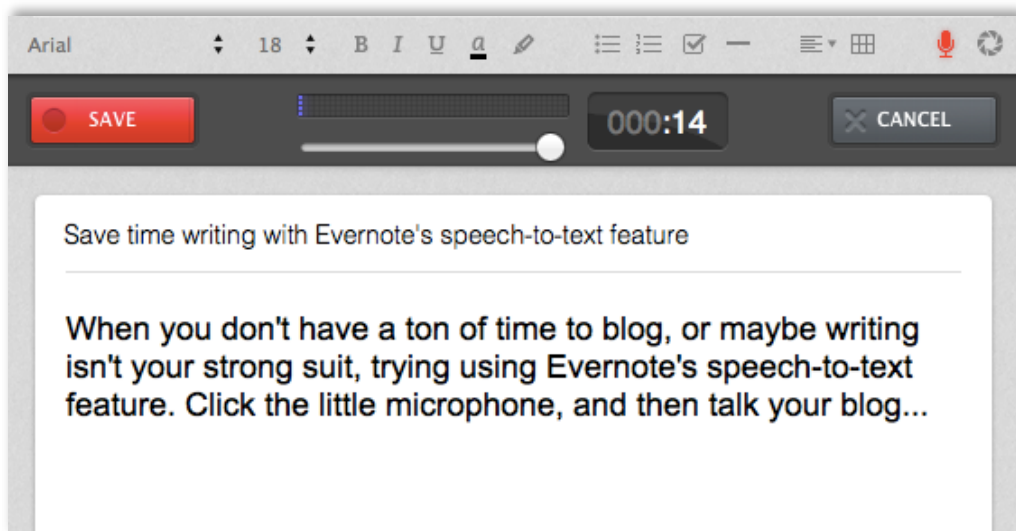 Arial 18 B I U a
SAVE 000:14 CANCEL
Save time writing with Evernote's speech-to-text feature
When you don't have a ton of time to blog, or maybe writing
isn't your strong suit, trying using Evernote's speech-to-text
feature. Click the little microphone, and then talk your blog...